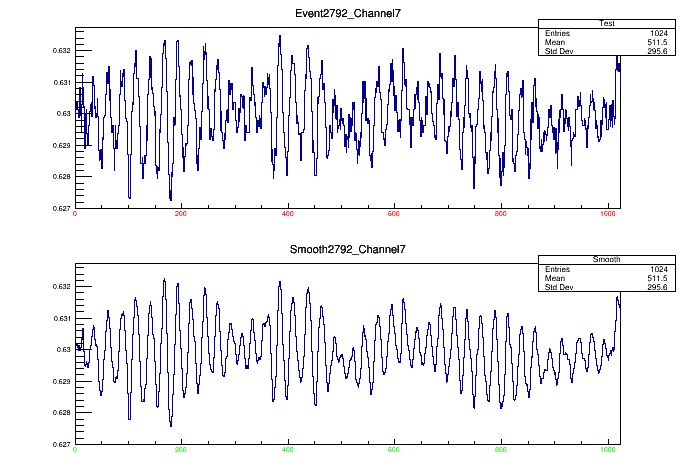 Event2792_Channel7
Test
Entries 1024
Mean 511.5
Std Dev 295.6
0.632
0.631
0.63
0.629
0.628
0.627
0 200 400 600 800 1000
Smooth2792_Channel7
Smooth
Entries 1024
Mean 511.5
Std Dev 295.6
0.632
0.631
0.63
0.629
0.628
0.627
0 200 400 600 800 1000